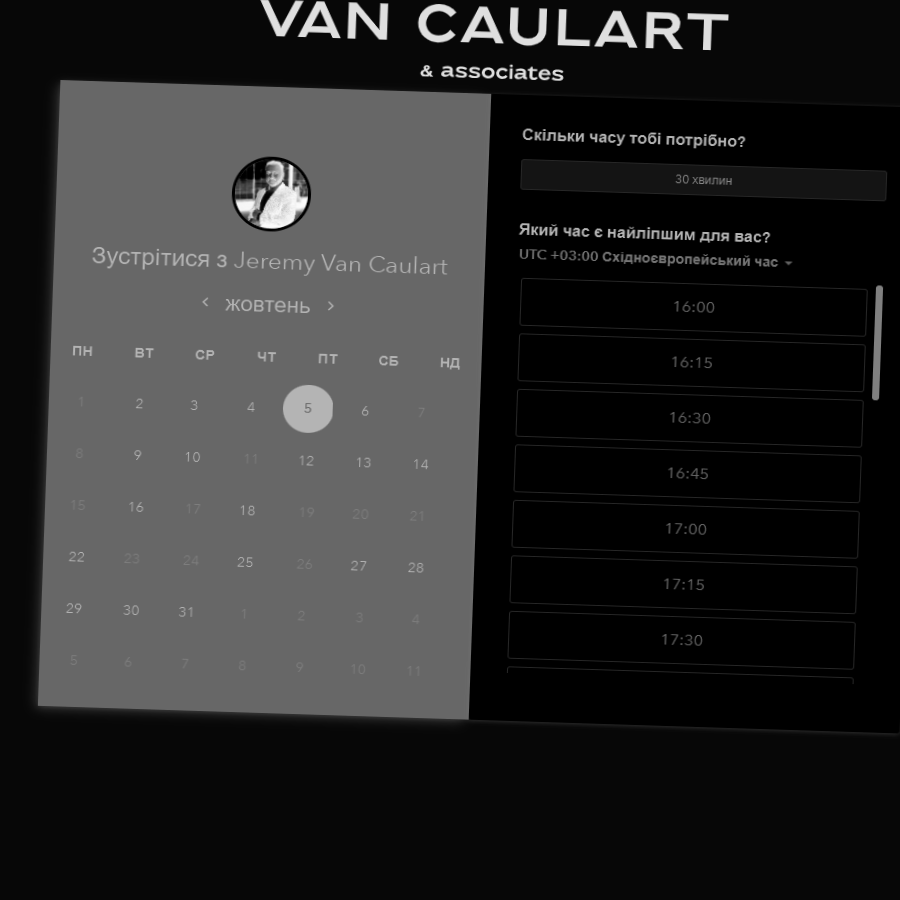 VAN CAULART
& associates
Зустрітися з Jeremy Van Caulart
жовтень
ПН ВТ СР ЧТ ПТ СБ НД
1 2 3 4 5 6 7
8 9 10 11 12 13 14
15 16 17 18 19 20 21
22 23 24 25 26 27 28
29 30 31 1 2 3 4
5 6 7 8 9 10 11
Скільки часу тобі потрібно?
30 хвилин
Який час є найліпшим для вас?
UTC +03:00 Східноєвропейський час
16:00
16:15
16:30
16:45
17:00
17:15
17:30